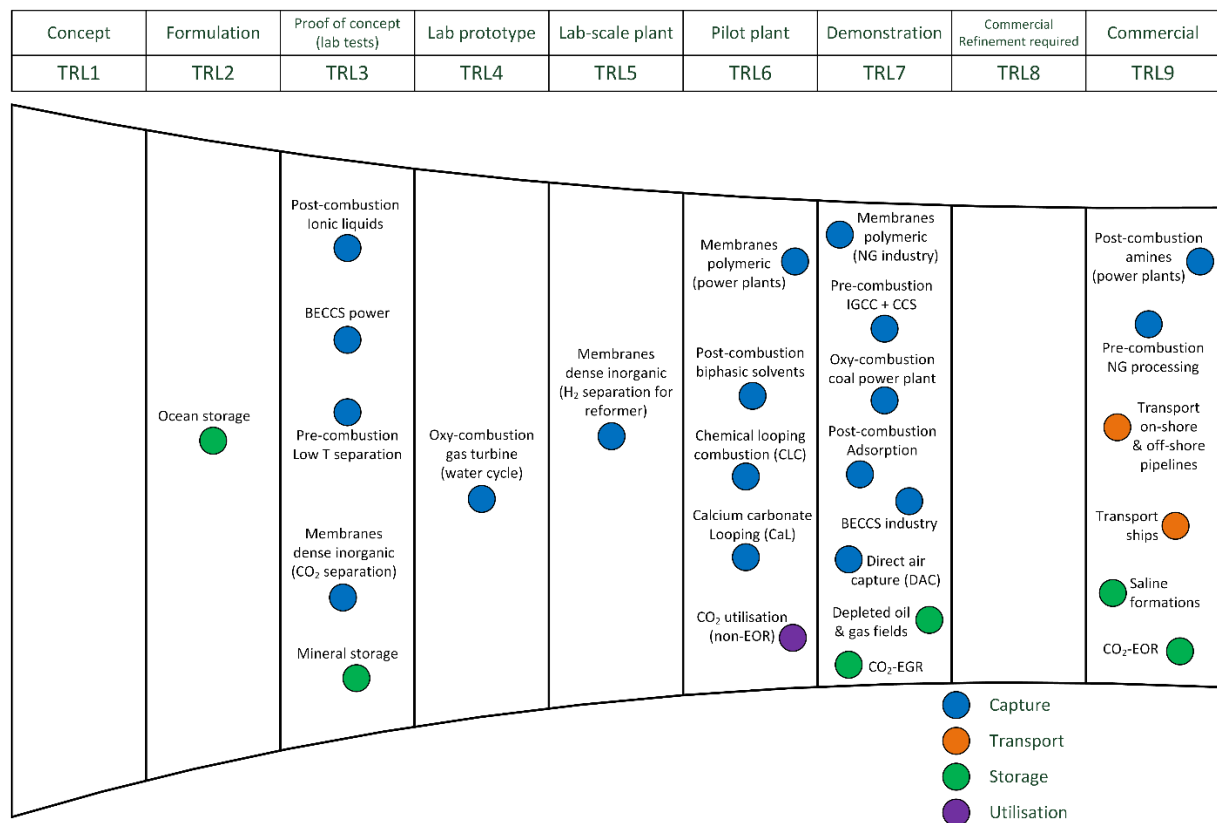 Concept
Formulation
Proof of concept
(lab tests)
Lab prototype
Lab-scale plant
Pilot plant
Demonstration
Commercial
Refinement required
Commercial
TRL1
TRL2
TRL3
TRL4
TRL5
TRL6
TRL7
TRL8
TRL9
Ocean storage
Post-combustion
Ionic liquids
BECCS power
Pre-combustion
Low T separation
Membranes
dense inorganic
(CO₂ separation)
Mineral storage
Oxy-combustion
gas turbine
(water cycle)
Membranes
dense inorganic
(H₂ separation for
reformer)
Membranes
polymeric
(power plants)
Post-combustion
biphasic solvents
Chemical looping
combustion (CLC)
Calcium carbonate
Looping (CaL)
CO₂ utilisation
(non-EOR)
Membranes
polymeric
(NG industry)
Pre-combustion
IGCC + CCS
Oxy-combustion
coal power plant
Post-combustion
Adsorption
BECCS industry
Direct air
capture (DAC)
Depleted oil
& gas fields
CO₂-EGR
Post-combustion
amines
(power plants)
Pre-combustion
NG processing
Transport
on-shore
& off-shore
pipelines
Transport
ships
Saline
formations
CO₂-EOR
Capture
Transport
Storage
Utilisation